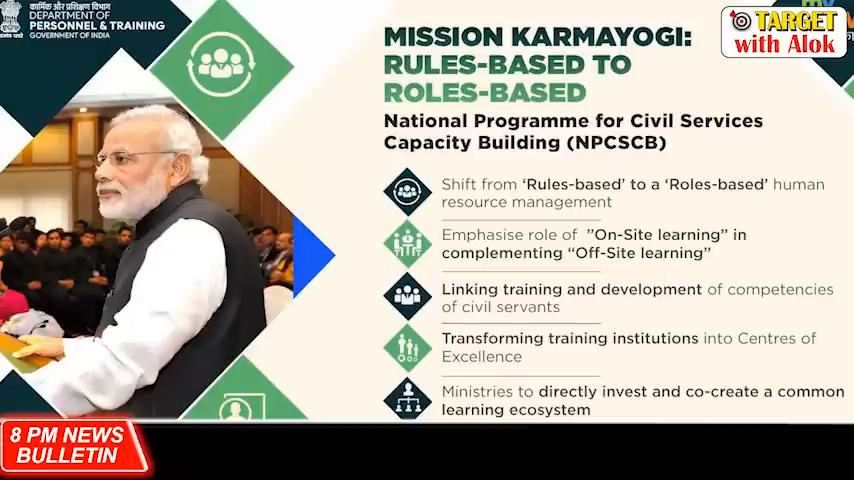 कार्मिक और प्रशिक्षण विभाग
DEPARTMENT OF
PERSONNEL & TRAINING
GOVERNMENT OF INDIA
TARGET
with Alok
MISSION KARMAYOGI:
RULES-BASED TO
ROLES-BASED
National Programme for Civil Services
Capacity Building (NPCSCB)
Shift from ‘Rules-based’ to a ‘Roles-based’ human
resource management
Emphasise role of ”On-Site learning” in
complementing “Off-Site learning”
Linking training and development of competencies
of civil servants
Transforming training institutions into Centres of
Excellence
Ministries to directly invest and co-create a common
learning ecosystem
8 PM NEWS
BULLETIN